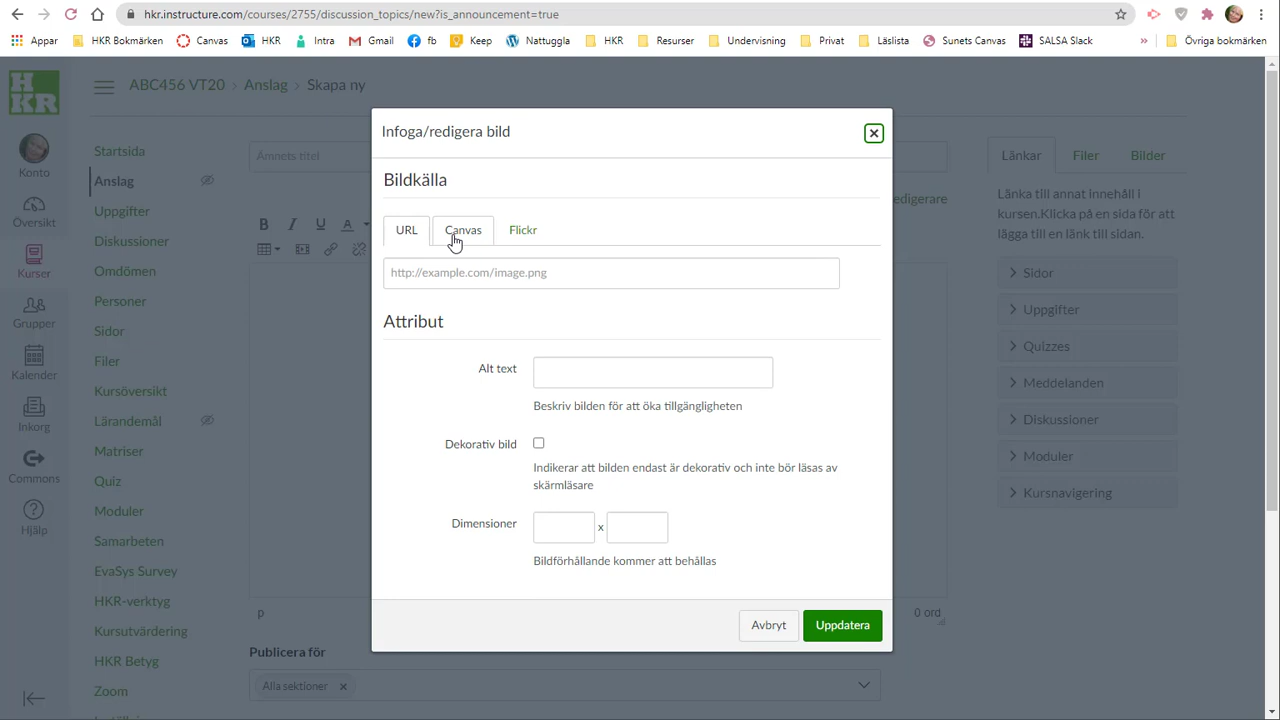 hkr.instructure.com/courses/2755/discussion_topics/new?is_announcement=true
Appar HKR Bokmärken Canvas HKR Intra Gmail fb Keep Nattuggla HKR Resurser Undervisning Privat Läslista Sunets Canvas SALSA Slack » Övriga bokmärken
HKR
ABC456 VT20 > Anslag > Skapa ny
Konto
Översikt
Kurser
Grupper
Kalender
Inkorg
Commons
Hjälp
Startsida
Anslag
Uppgifter
Diskussioner
Omdömen
Personer
Sidor
Filer
Kursöversikt
Lärandemål
Matriser
Quiz
Moduler
Samarbeten
EvaSys Survey
HKR-verktyg
Kursutvärdering
HKR Betyg
Zoom
Ämnets titel
B I U A
Infoga/redigera bild
Bildkälla
URL Canvas Flickr
http://example.com/image.png
Attribut
Alt text
Beskriv bilden för att öka tillgängligheten
Dekorativ bild
Indikerar att bilden endast är dekorativ och inte bör läsas av
skärmläsare
Dimensioner x
Bildförhållande kommer att behållas
Avbryt Uppdatera
p
0 ord
Publicera för
Alla sektioner x
Länkar Filer Bilder
Länka till annat innehåll i
kursen.Klicka på en sida för att
lägga till en länk till sidan.
Sidor
Uppgifter
Quizzes
Meddelanden
Diskussioner
Moduler
Kursnavigering